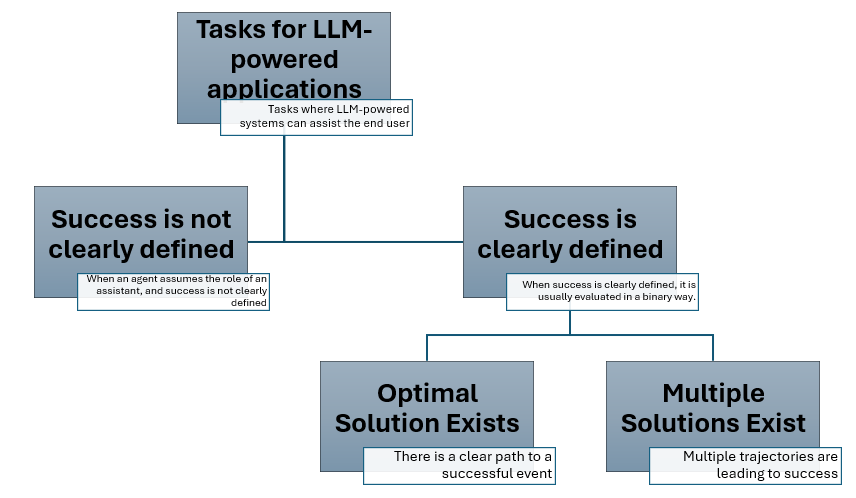 Tasks for LLM-
powered
applications
Tasks where LLM-powered
systems can assist the end user
Success is not
clearly defined
When an agent assumes the role of an
assistant, and success is not clearly
defined
Success is
clearly defined
When success is clearly defined, it is
usually evaluated in a binary way.
Optimal
Solution Exists
There is a clear path to a
successful event
Multiple
Solutions Exist
Multiple trajectories are
leading to success